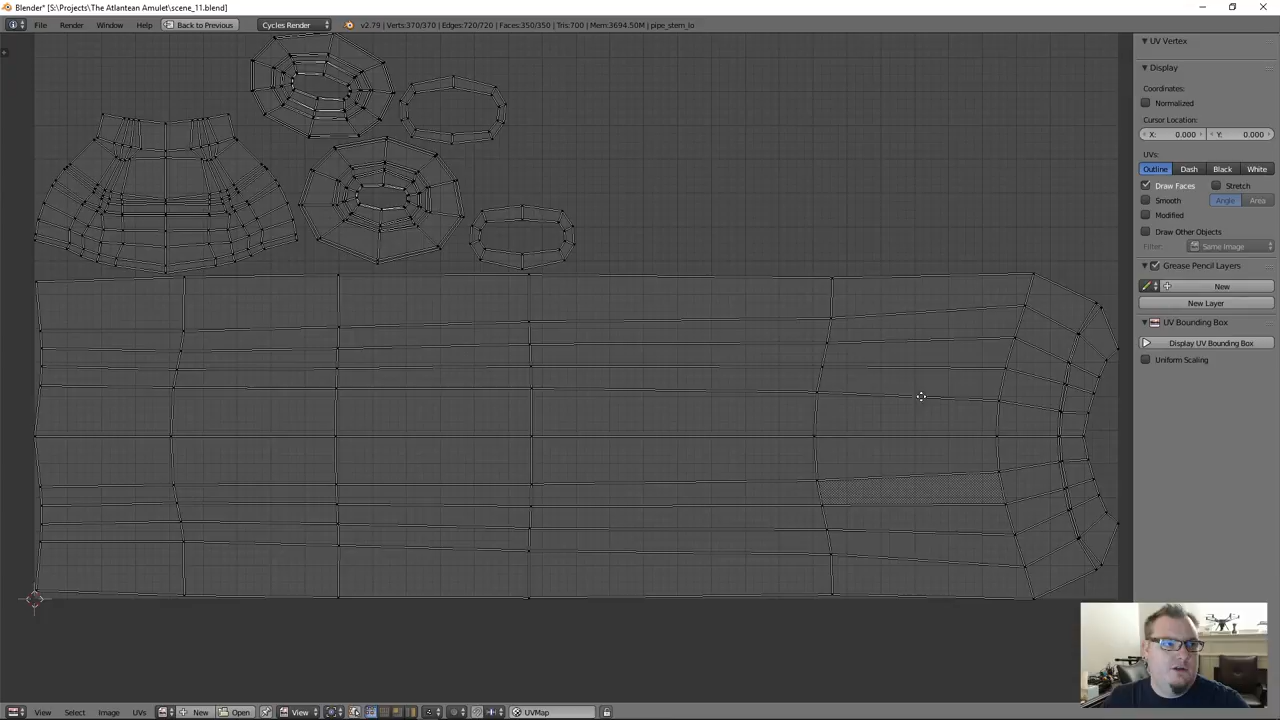 Blender* [S:\Projects\The Atlantean Amulet\scene_11.blend]
File Render Window Help Back to Previous Cycles Render v2.79 | Verts:370/370 | Edges:720/720 | Faces:350/350 | Tris:700 | Mem:3694.50M | pipe_stem_lo
UV Vertex
Display
Coordinates:
Normalized
Cursor Location:
X: 0.000 Y: 0.000
UVs:
Outline Dash Black White
Draw Faces Stretch
Smooth Angle Area
Modified
Draw Other Objects
Filter: Same Image
Grease Pencil Layers
New
New Layer
UV Bounding Box
Display UV Bounding Box
Uniform Scaling
View Select Image UVs New Open View UVMap